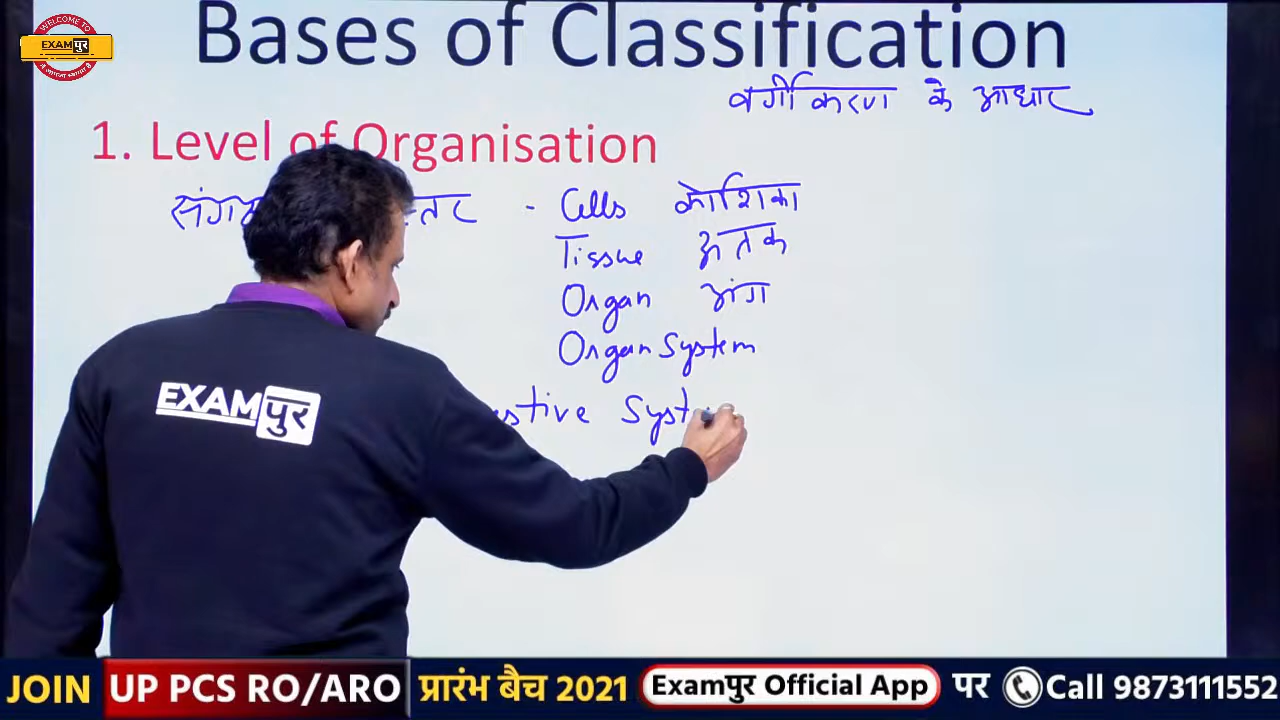 WELCOME TO
EXAMपुर
Bases of Classification
वर्गीकरण के आधार
1. Level of Organisation
- Cells कोशिका
Tissue ऊतक
Organ अंग
Organ System
EXAMपुर
JOIN UP PCS RO/ARO प्रारंभ बैच 2021 Examपुर Official App पर Call 9873111552